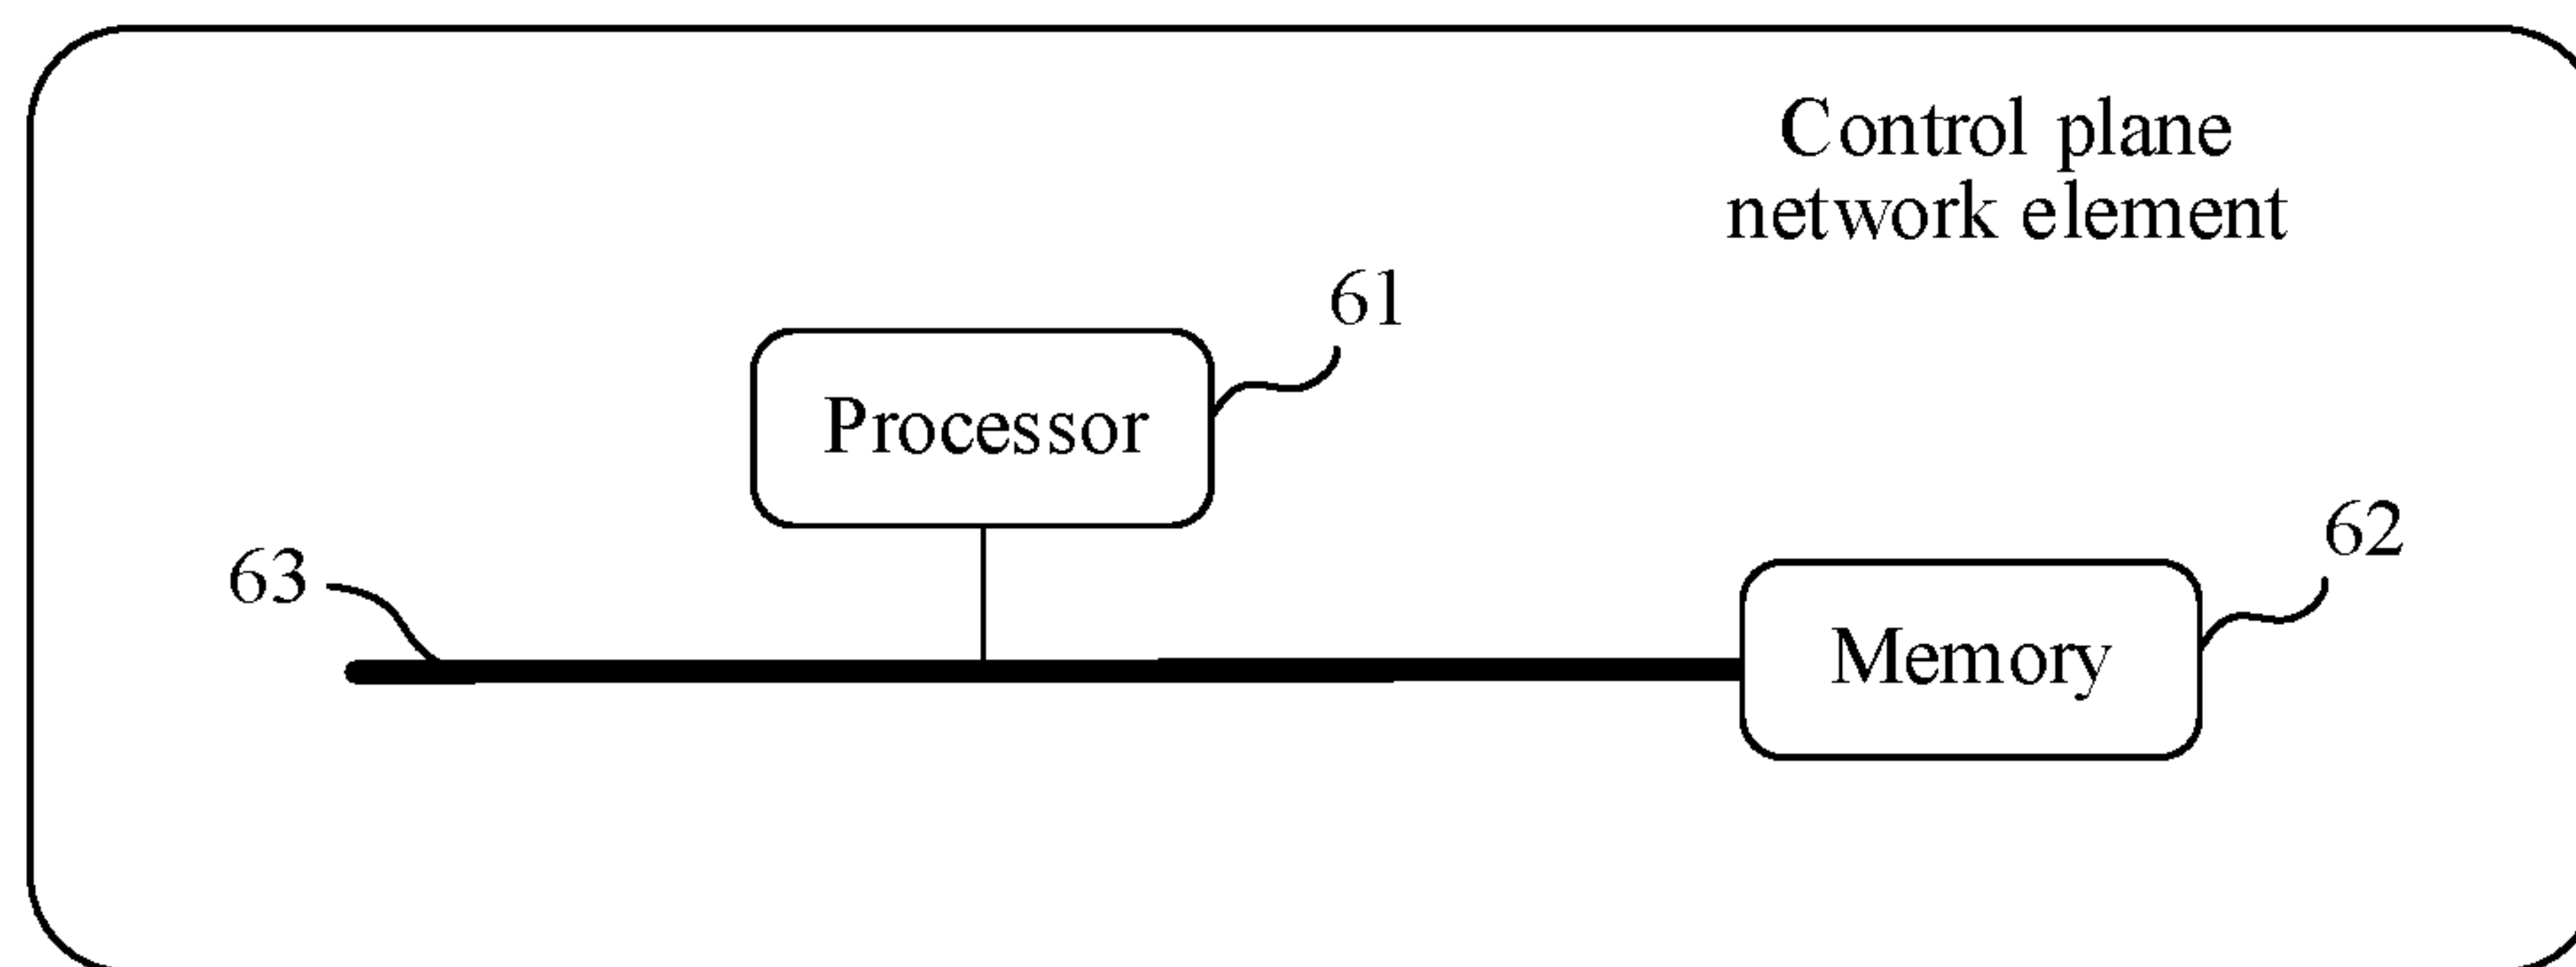 Control plane
network element
61
Processor
62
63
Memory